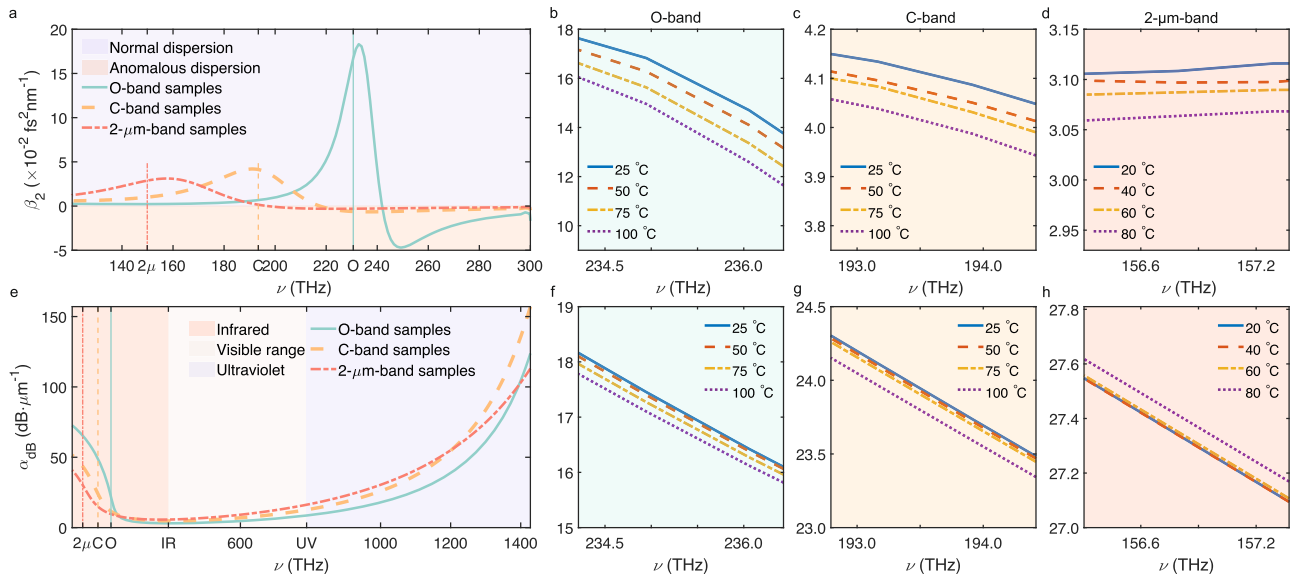 a
20
15
10
5
0
-5
β2 (×10-2 fs2nm-1)
Normal dispersion
Anomalous dispersion
O-band samples
C-band samples
2-μm-band samples
140 2μ 160 180 C 200 220 O 240 260 280 300
ν (THz)
b
O-band
18
16
14
12
10
25 °C
50 °C
75 °C
100 °C
234.5 236.0
ν (THz)
c
C-band
4.2
4.1
4.0
3.9
3.8
25 °C
50 °C
75 °C
100 °C
193.0 194.0
ν (THz)
d
2-μm-band
3.15
3.10
3.05
3.00
2.95
20 °C
40 °C
60 °C
80 °C
156.6 157.2
ν (THz)
e
150
100
50
0
αdB (dB·μm-1)
Infrared
Visible range
Ultraviolet
O-band samples
C-band samples
2-μm-band samples
2μ C O IR 600 UV 1000 1200 1400
ν (THz)
f
19
18
17
16
15
25 °C
50 °C
75 °C
100 °C
234.5 236.0
ν (THz)
g
24.5
24.0
23.5
23.0
25 °C
50 °C
75 °C
100 °C
193.0 194.0
ν (THz)
h
27.8
27.6
27.4
27.2
27.0
20 °C
40 °C
60 °C
80 °C
156.6 157.2
ν (THz)